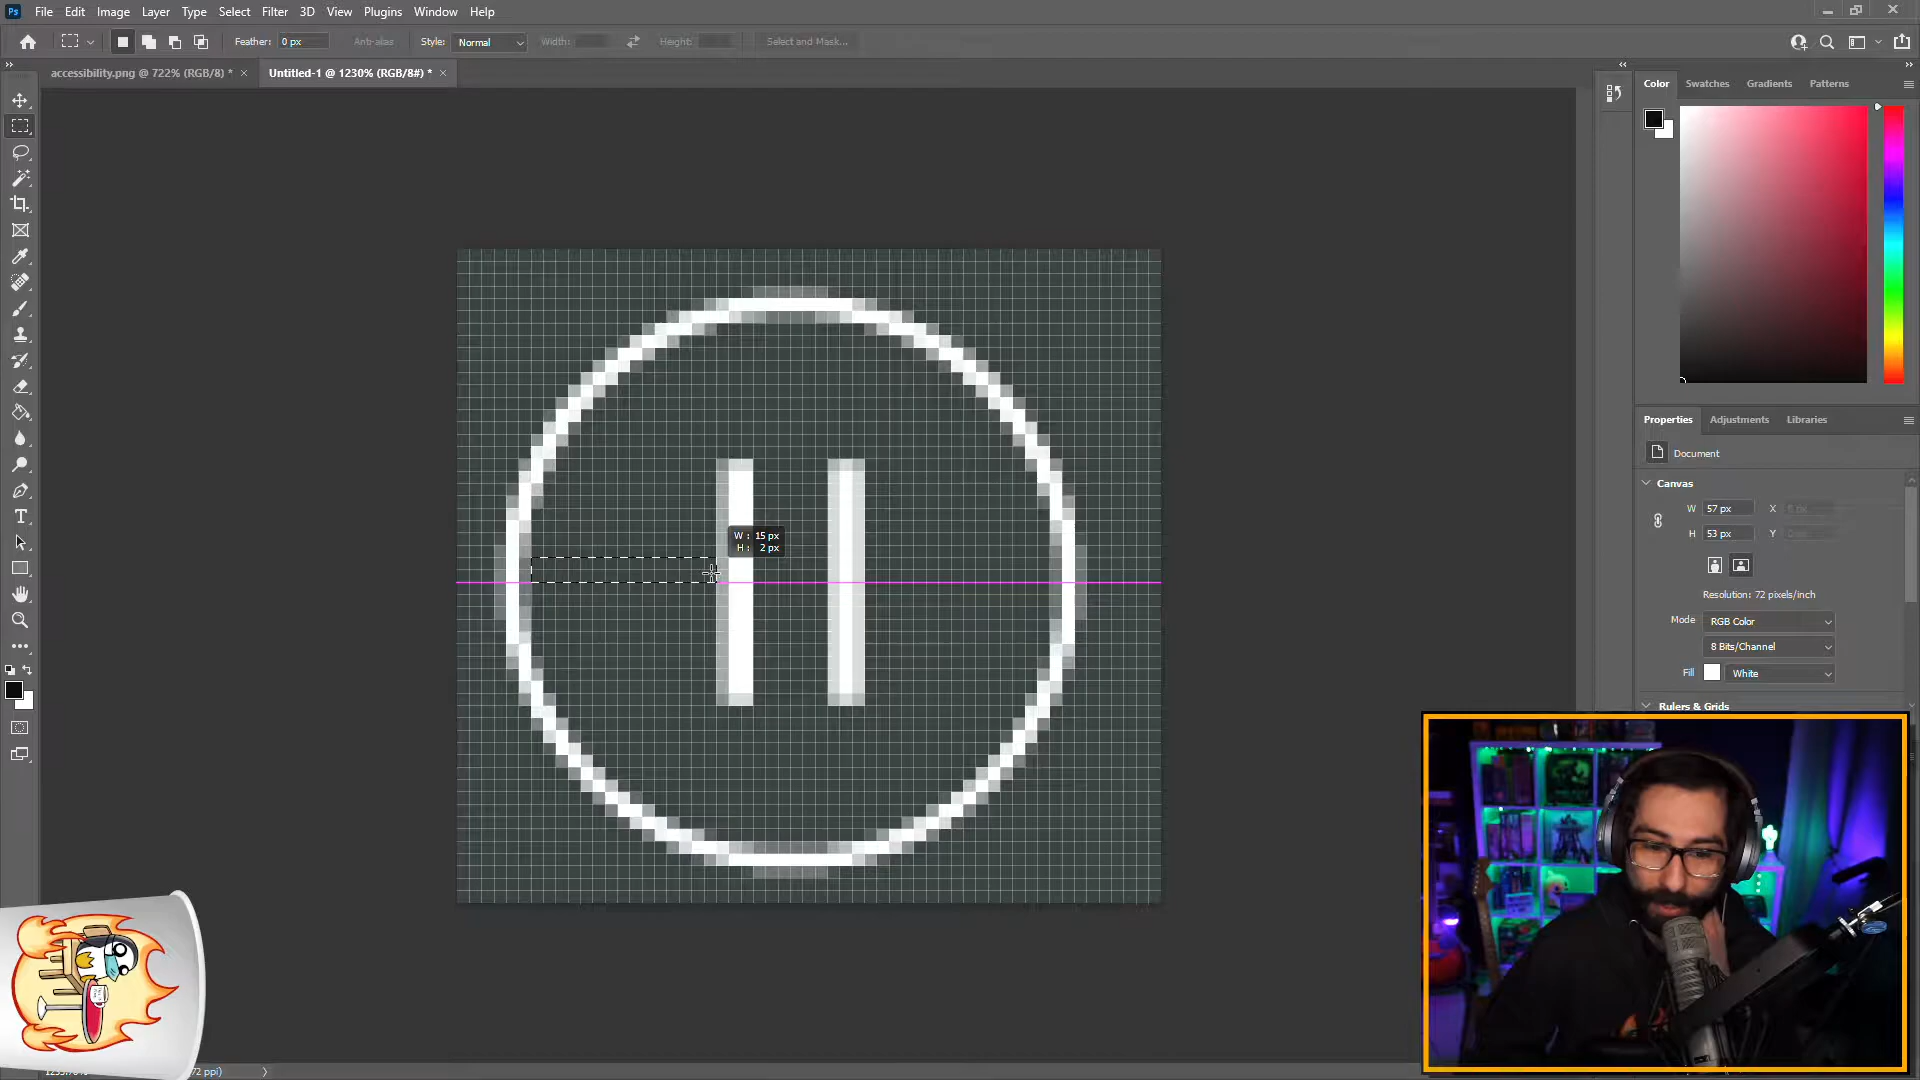 Ps File Edit Image Layer Type Select Filter 3D View Plugins Window Help
Feather: 0 px Anti-alias Style: Normal Width: Height: Select and Mask...
accessibility.png @ 722% (RGB/8) * × Untitled-1 @ 1230% (RGB/8#) * ×
Color Swatches Gradients Patterns
W : 15 px
H : 2 px
Properties Adjustments Libraries
Document
Canvas
W 57 px X
H 53 px Y
Resolution: 72 pixels/inch
Mode RGB Color
8 Bits/Channel
Fill White
Rulers & Grids
72 ppi)